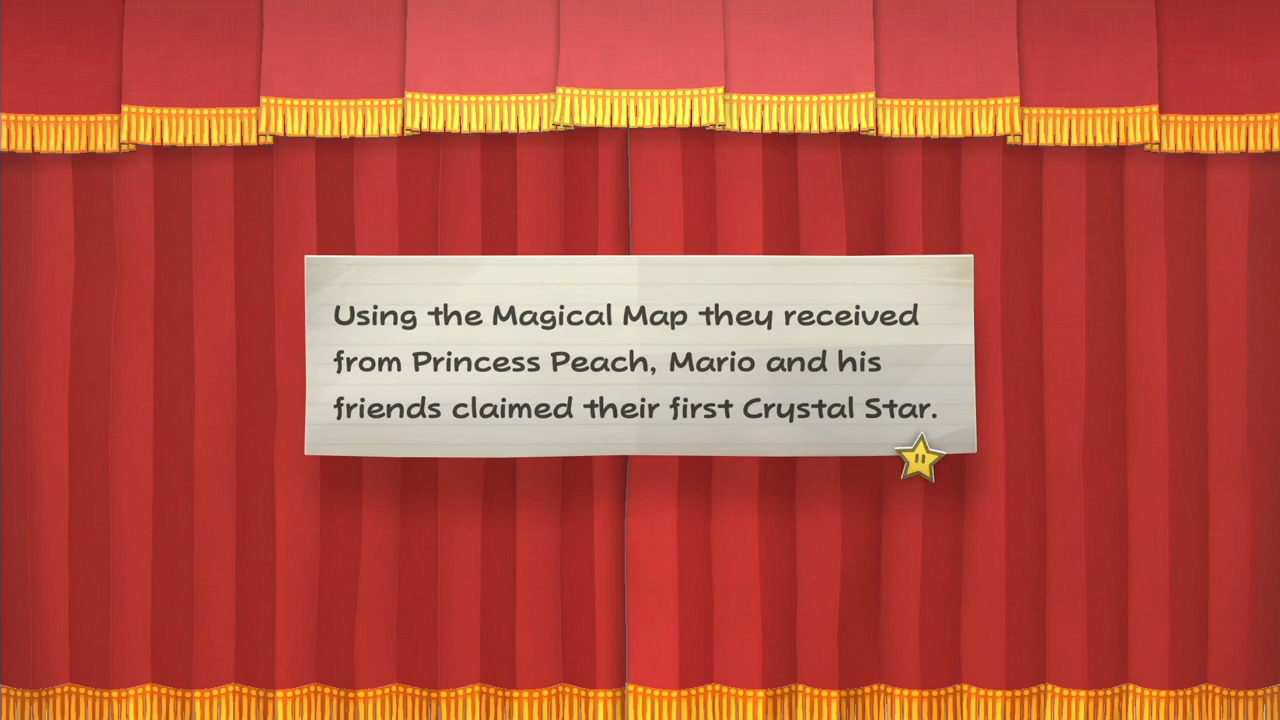 Using the Magical Map they received
from Princess Peach, Mario and his
friends claimed their first Crystal Star.